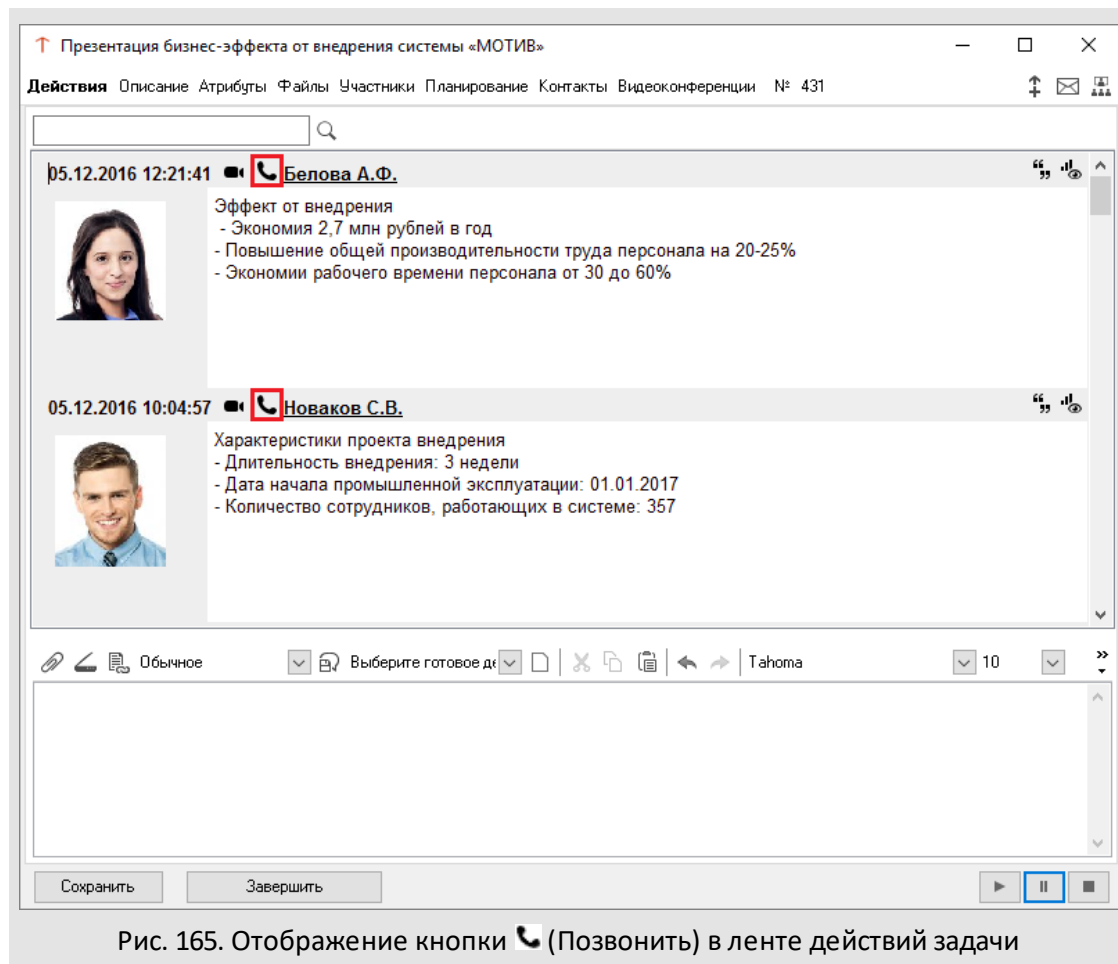 Презентация бизнес-эффекта от внедрения системы «МОТИВ»
Действия Описание Атрибуты Файлы Участники Планирование Контакты Видеоконференции № 431
05.12.2016 12:21:41 Белова А.Ф.
Эффект от внедрения
- Экономия 2,7 млн рублей в год
- Повышение общей производительности труда персонала на 20-25%
- Экономии рабочего времени персонала от 30 до 60%
05.12.2016 10:04:57 Новаков С.В.
Характеристики проекта внедрения
- Длительность внедрения: 3 недели
- Дата начала промышленной эксплуатации: 01.01.2017
- Количество сотрудников, работающих в системе: 357
Обычное Выберите готовое де Tahoma 10
Сохранить Завершить
Рис. 165. Отображение кнопки (Позвонить) в ленте действий задачи